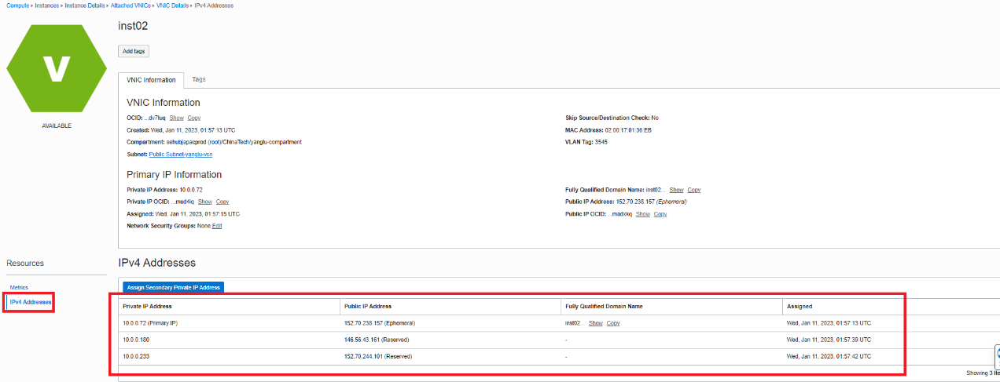 Compute » Instances » Instance Details » Attached VNICs » VNIC Details » IPv4 Addresses
V
AVAILABLE
inst02
Add tags
VNIC Information Tags
VNIC Information
OCID: ...dv7tuq Show Copy
Created: Wed, Jan 11, 2023, 01:57:13 UTC
Compartment: sehubjapacprod (root)/ChinaTech/yanglu-compartment
Subnet: Public Subnet-yanglu-vcn
Skip Source/Destination Check: No
MAC Address: 02:00:17:01:36:EB
VLAN Tag: 3545
Primary IP Information
Private IP Address: 10.0.0.72
Private IP OCID: ...med4iq Show Copy
Assigned: Wed, Jan 11, 2023, 01:57:15 UTC
Network Security Groups: None Edit
Fully Qualified Domain Name: inst02... Show Copy
Public IP Address: 152.70.238.157 (Ephemeral)
Public IP OCID: ...madxkq Show Copy
Resources
Metrics
IPv4 Addresses
IPv4 Addresses
Assign Secondary Private IP Address
Private IP Address Public IP Address Fully Qualified Domain Name Assigned
10.0.0.72 (Primary IP) 152.70.238.157 (Ephemeral) inst02... Show Copy Wed, Jan 11, 2023, 01:57:13 UTC
10.0.0.180 146.56.43.161 (Reserved) - Wed, Jan 11, 2023, 01:57:39 UTC
10.0.0.233 152.70.244.101 (Reserved) - Wed, Jan 11, 2023, 01:57:42 UTC
Showing 3 Ite